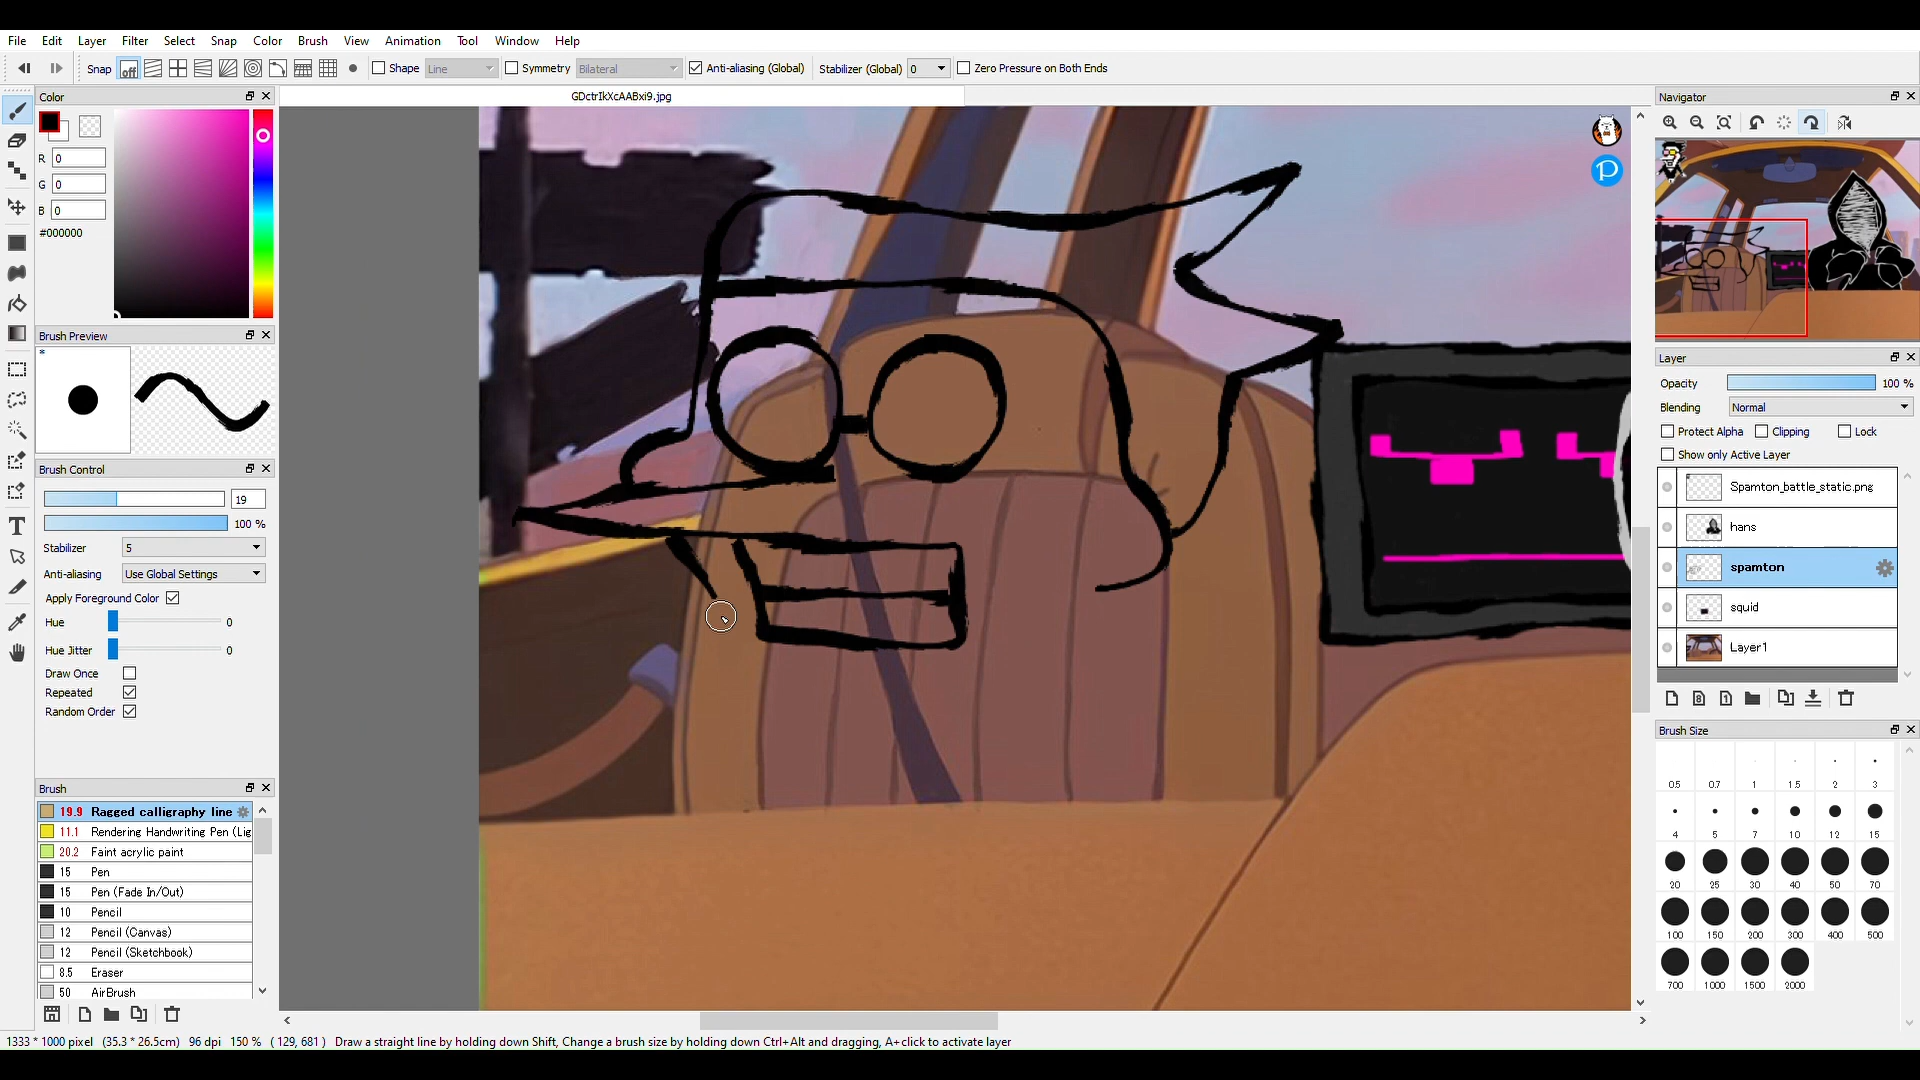 File Edit Layer Filter Select Snap Color Brush View Animation Tool Window Help
Snap off Shape Line Symmetry Bilateral Anti-aliasing (Global) Stabilizer (Global) 0 Zero Pressure on Both Ends
Color
R 0
G 0
B 0
#000000
Brush Preview
*
Brush Control
19
100 %
Stabilizer 5
Anti-aliasing Use Global Settings
Apply Foreground Color
Hue 0
Hue Jitter 0
Draw Once
Repeated
Random Order
Brush
19.9 Ragged calligraphy line
11.1 Rendering Handwriting Pen (Lig
20.2 Faint acrylic paint
15 Pen
15 Pen (Fade In/Out)
10 Pencil
12 Pencil (Canvas)
12 Pencil (Sketchbook)
8.5 Eraser
50 AirBrush
GDctrIkXcAABxi9.jpg
P
Navigator
Layer
Opacity 100 %
Blending Normal
Protect Alpha Clipping Lock
Show only Active Layer
Spamton_battle_static.png
hans
spamton
squid
Layer1
8 1
Brush Size
0.5 0.7 1 1.5 2 3
4 5 7 10 12 15
20 25 30 40 50 70
100 150 200 300 400 500
700 1000 1500 2000
1333 * 1000 pixel (35.3 * 26.5cm) 96 dpi 150 % ( 129, 681 ) Draw a straight line by holding down Shift, Change a brush size by holding down Ctrl+Alt and dragging, A+click to activate layer